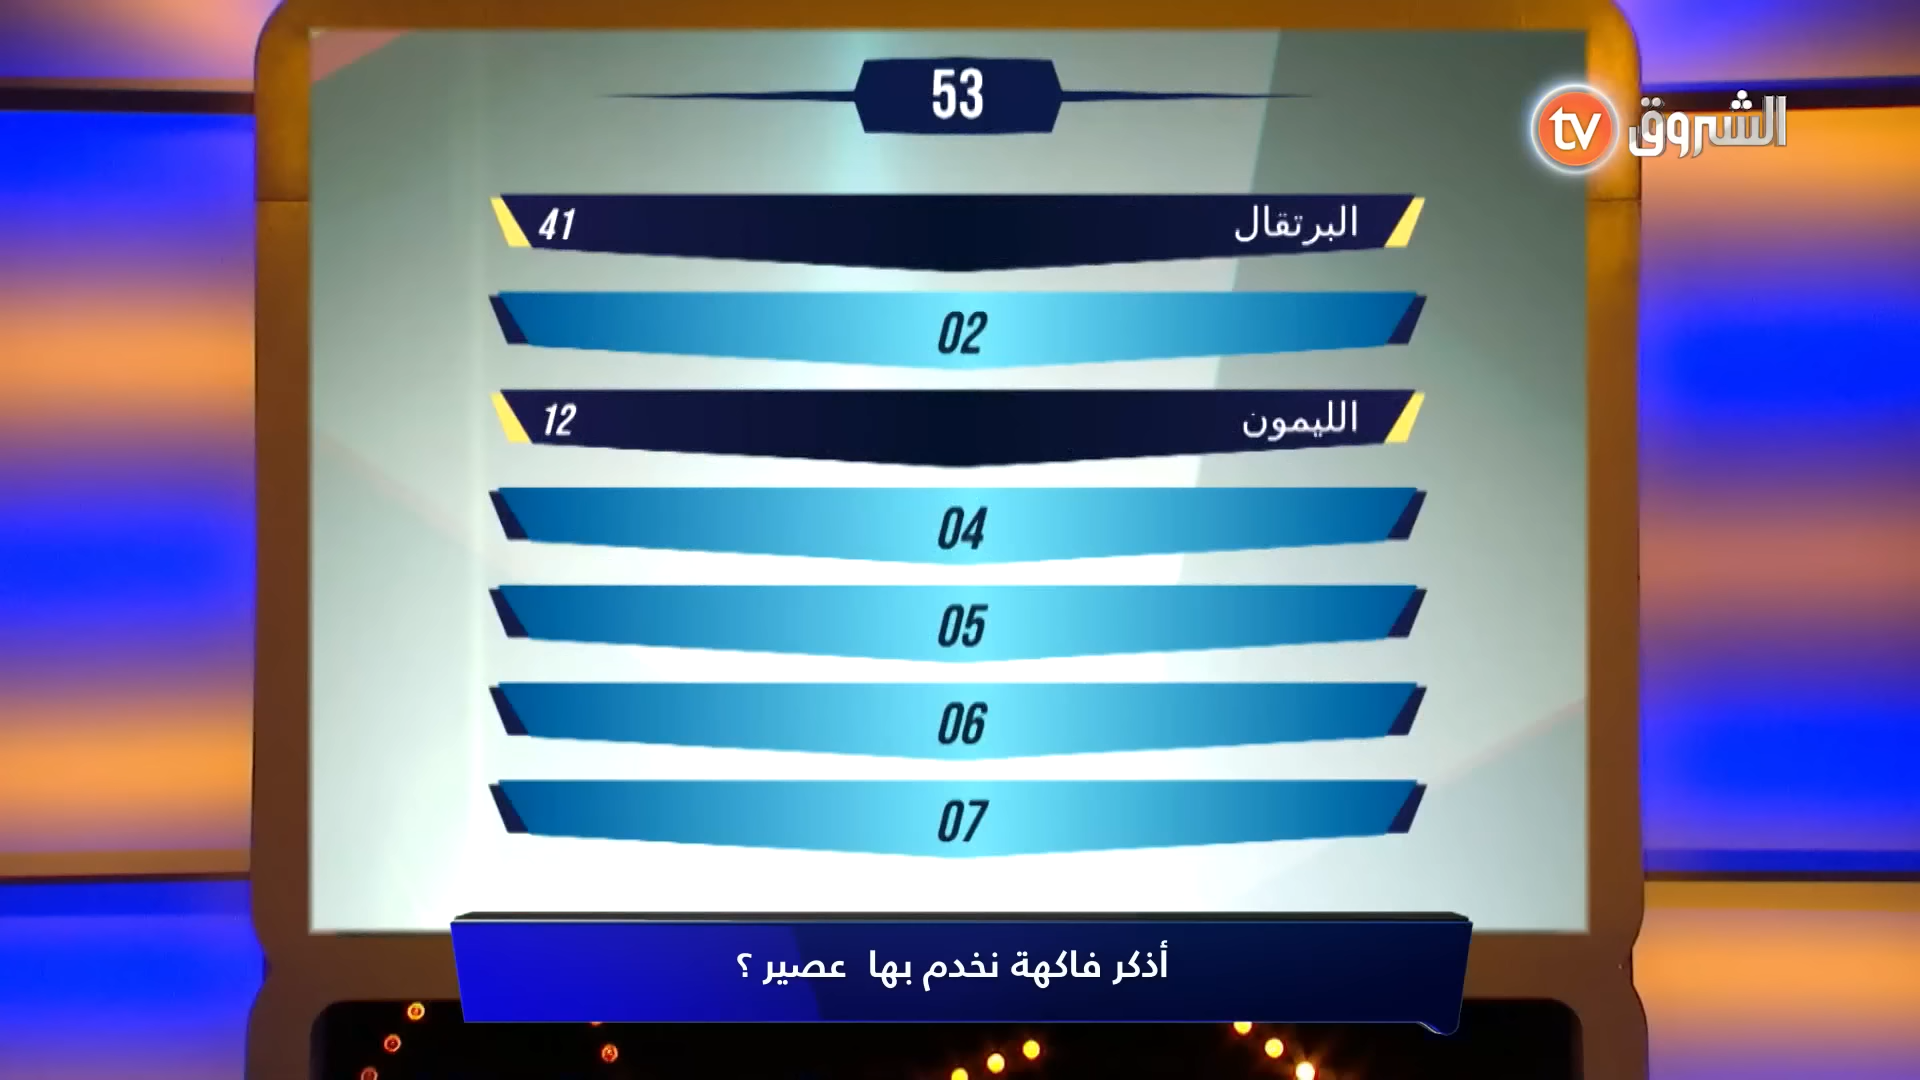 53
الشروق tv
البرتقال 41
02
الليمون 12
04
05
06
07
أذكر فاكهة نخدم بها عصير ؟